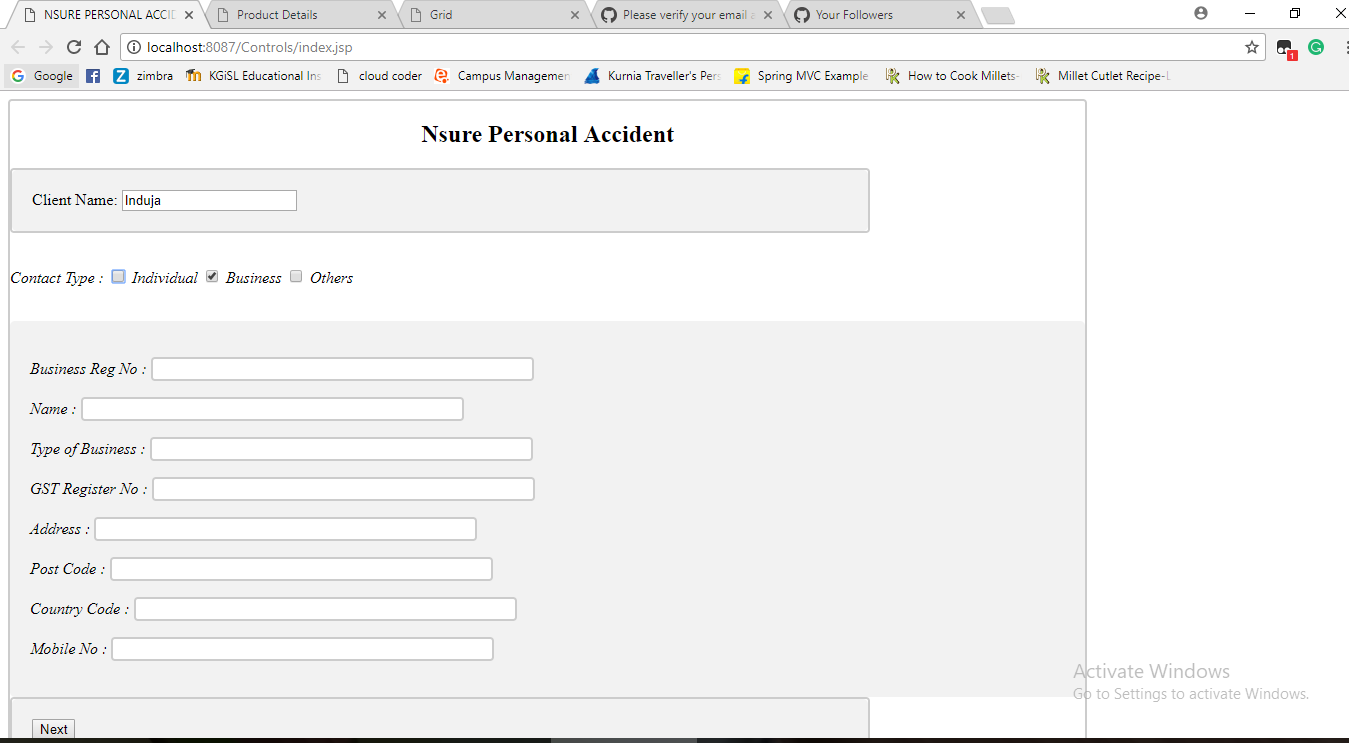 NSURE PERSONAL ACCID
Product Details
Grid
Please verify your email a
Your Followers
localhost:8087/Controls/index.jsp
1
Google
zimbra
KGiSL Educational Ins
cloud coder
Campus Managemen
Kurnia Traveller's Pers
Spring MVC Example
How to Cook Millets-
Millet Cutlet Recipe-L
Nsure Personal Accident
Client Name: Induja
Contact Type : Individual Business Others
Business Reg No :
Name :
Type of Business :
GST Register No :
Address :
Post Code :
Country Code :
Mobile No :
Activate Windows
Go to Settings to activate Windows.
Next